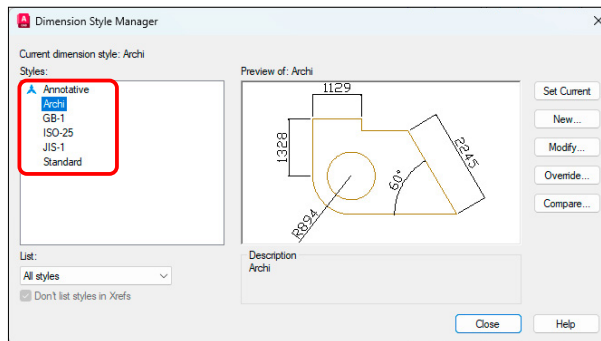 Dimension Style Manager
Current dimension style: Archi
Styles:
Annotative
Archi
GB-1
ISO-25
JIS-1
Standard
List:
All styles
Don't list styles in Xrefs
Preview of: Archi
1129
1328
2245
60°
R894
Description
Archi
Set Current
New...
Modify...
Override...
Compare...
Close
Help